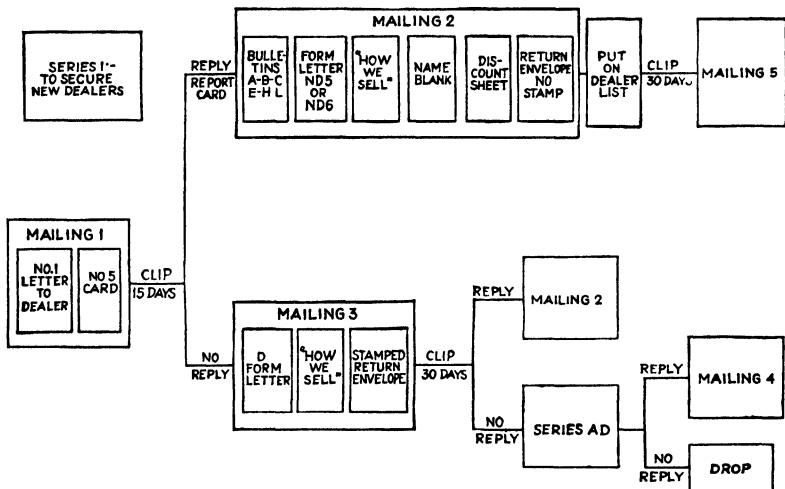 SERIES 1·-
TO SECURE
NEW DEALERS
MAILING 1
NO.1
LETTER
TO
DEALER
NO 5
CARD
CLIP
15 DAYS
REPLY
REPORT
CARD
MAILING 2
BULLE-
TINS
A-B-C
E-H L
FORM
LETTER
ND5
OR
ND6
"HOW
WE
SELL"
NAME
BLANK
DIS-
COUNT
SHEET
RETURN
ENVELOPE
NO
STAMP
PUT
ON
DEALER
LIST
CLIP
30 DAYS
MAILING 5
NO
REPLY
MAILING 3
D
FORM
LETTER
"HOW
WE
SELL"
STAMPED
RETURN
ENVELOPE
CLIP
30 DAYS
REPLY
MAILING 2
NO
REPLY
SERIES AD
REPLY
MAILING 4
NO
REPLY
DROP